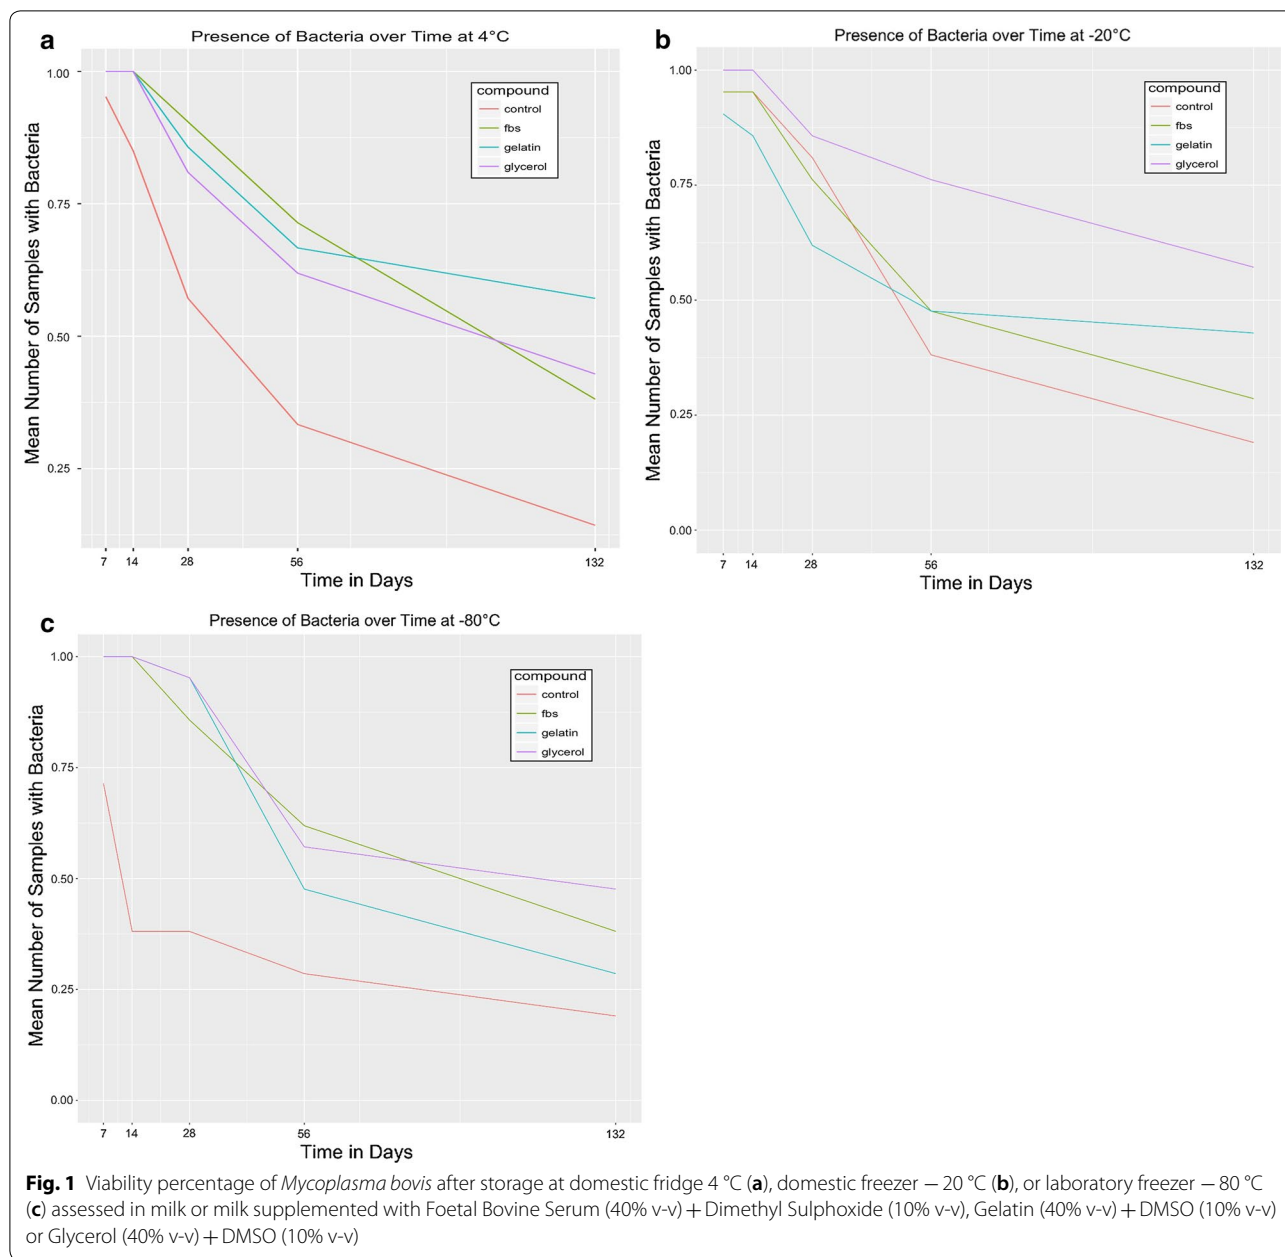 a
Presence of Bacteria over Time at 4°C
Mean Number of Samples with Bacteria
1.00
0.75
0.50
0.25
compound
control
fbs
gelatin
glycerol
7 14 28 56 132
Time in Days
b
Presence of Bacteria over Time at -20°C
Mean Number of Samples with Bacteria
1.00
0.75
0.50
0.25
0.00
compound
control
fbs
gelatin
glycerol
7 14 28 56 132
Time in Days
c
Presence of Bacteria over Time at -80°C
Mean Number of Samples with Bacteria
1.00
0.75
0.50
0.25
0.00
compound
control
fbs
gelatin
glycerol
7 14 28 56 132
Time in Days
Fig. 1 Viability percentage of Mycoplasma bovis after storage at domestic fridge 4 °C (a), domestic freezer − 20 °C (b), or laboratory freezer − 80 °C
(c) assessed in milk or milk supplemented with Foetal Bovine Serum (40% v-v) + Dimethyl Sulphoxide (10% v-v), Gelatin (40% v-v) + DMSO (10% v-v)
or Glycerol (40% v-v) + DMSO (10% v-v)